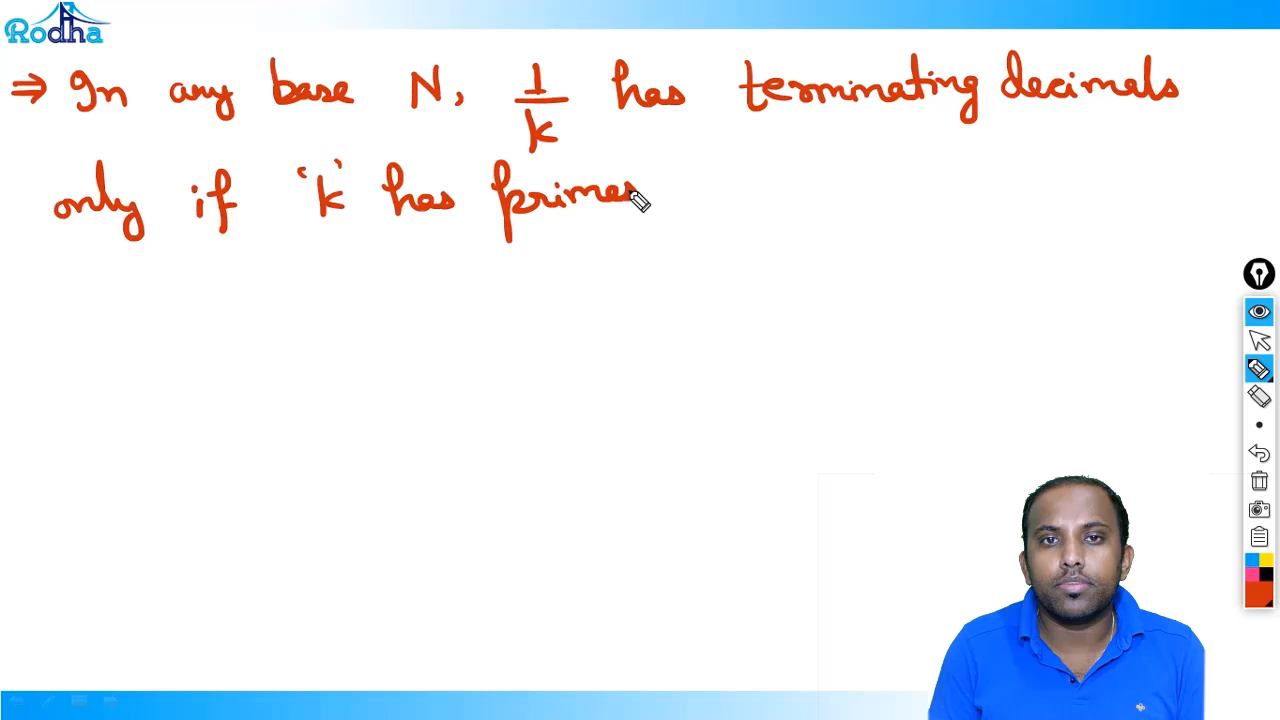 Rodha
⇒ In any base N, 1/k has terminating decimals
only if 'k' has primes